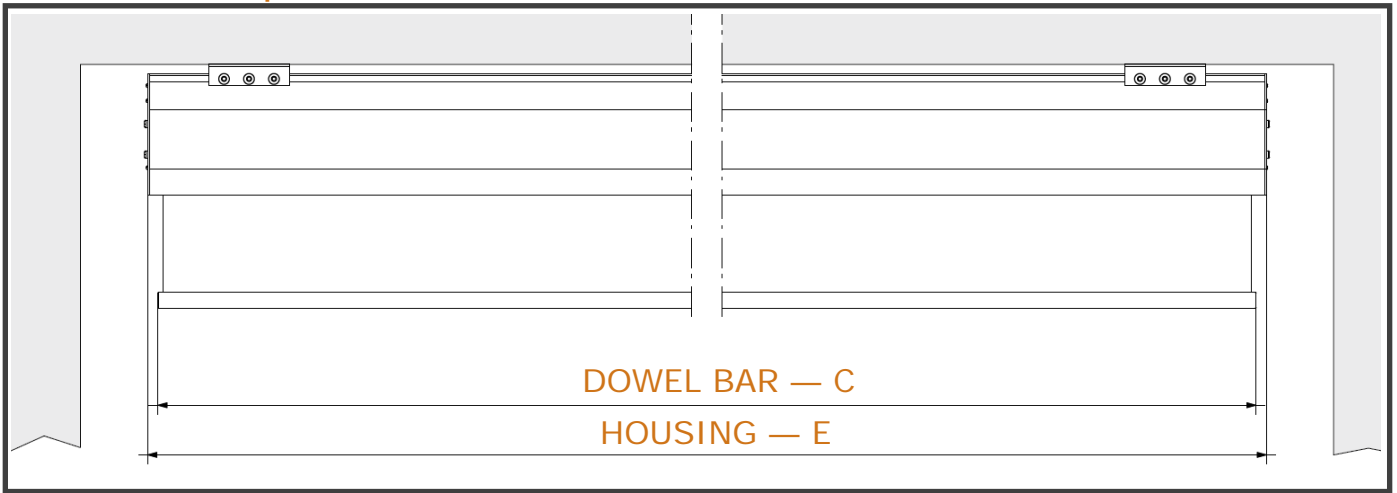 DOWEL BAR — C
HOUSING — E